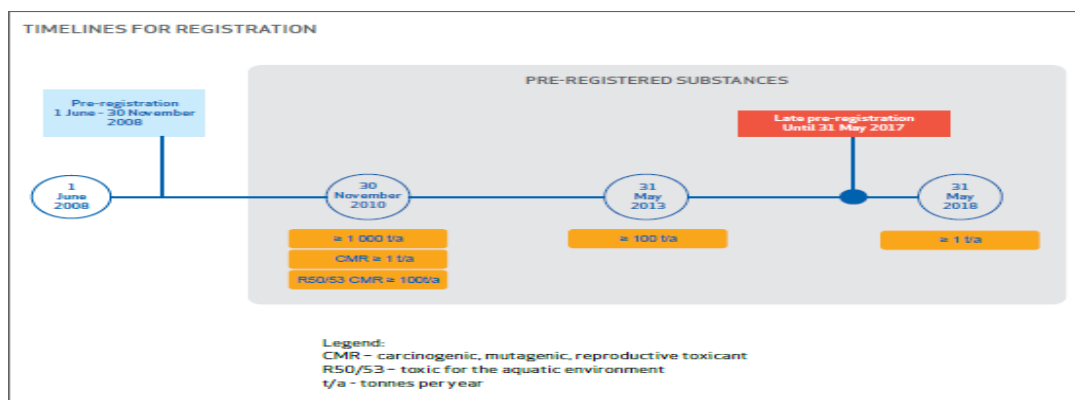 TIMELINES FOR REGISTRATION
PRE-REGISTERED SUBSTANCES
Pre-registration
1 June - 30 November
2008
Late pre-registration
Until 31 May 2017
1
June
2008
30
November
2010
31
May
2013
31
May
2018
≥ 1 000 t/a
CMR ≥ 1 t/a
R50/53 CMR ≥ 100t/a
≥ 100 t/a
≥ 1 t/a
Legend:
CMR – carcinogenic, mutagenic, reproductive toxicant
R50/53 – toxic for the aquatic environment
t/a - tonnes per year